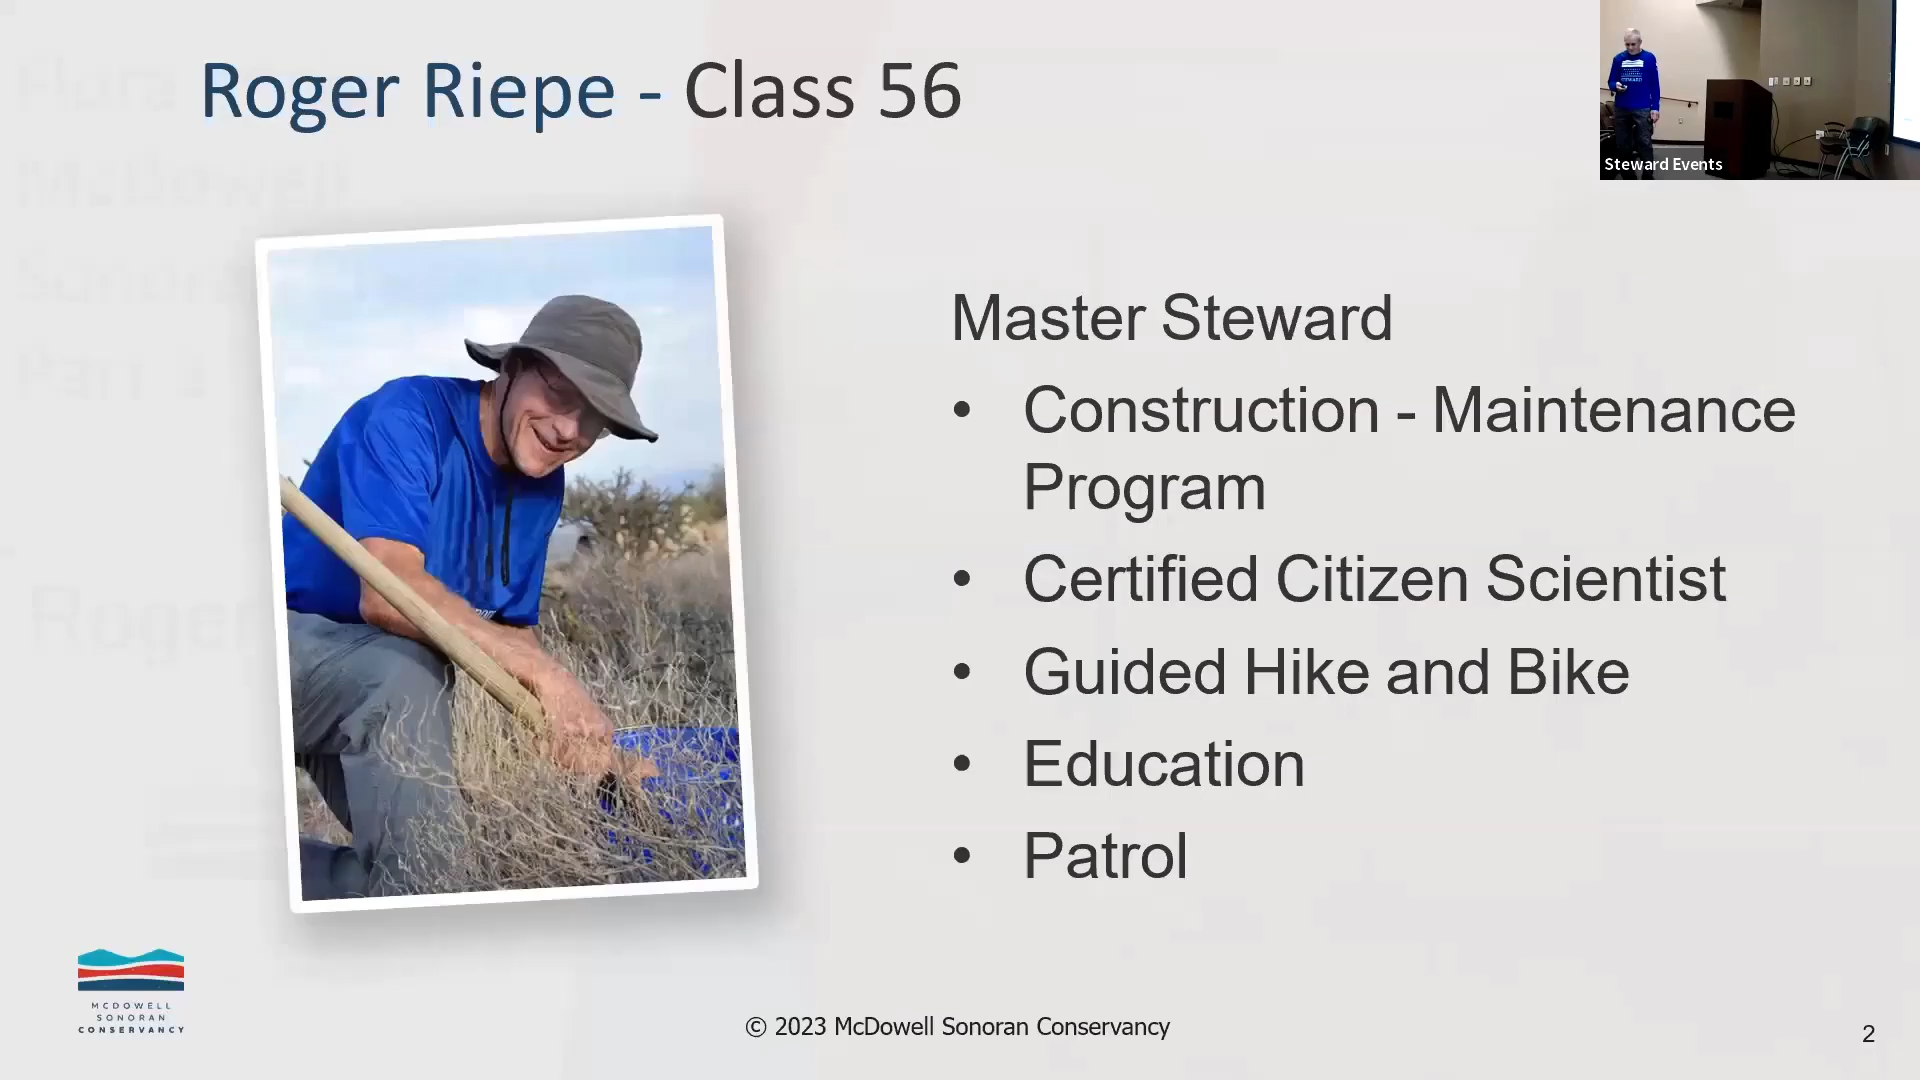 Roger Riepe - Class 56
Steward Events
Master Steward
• Construction - Maintenance
Program
• Certified Citizen Scientist
• Guided Hike and Bike
• Education
• Patrol
MCDOWELL
SONORAN
CONSERVANCY
© 2023 McDowell Sonoran Conservancy
2